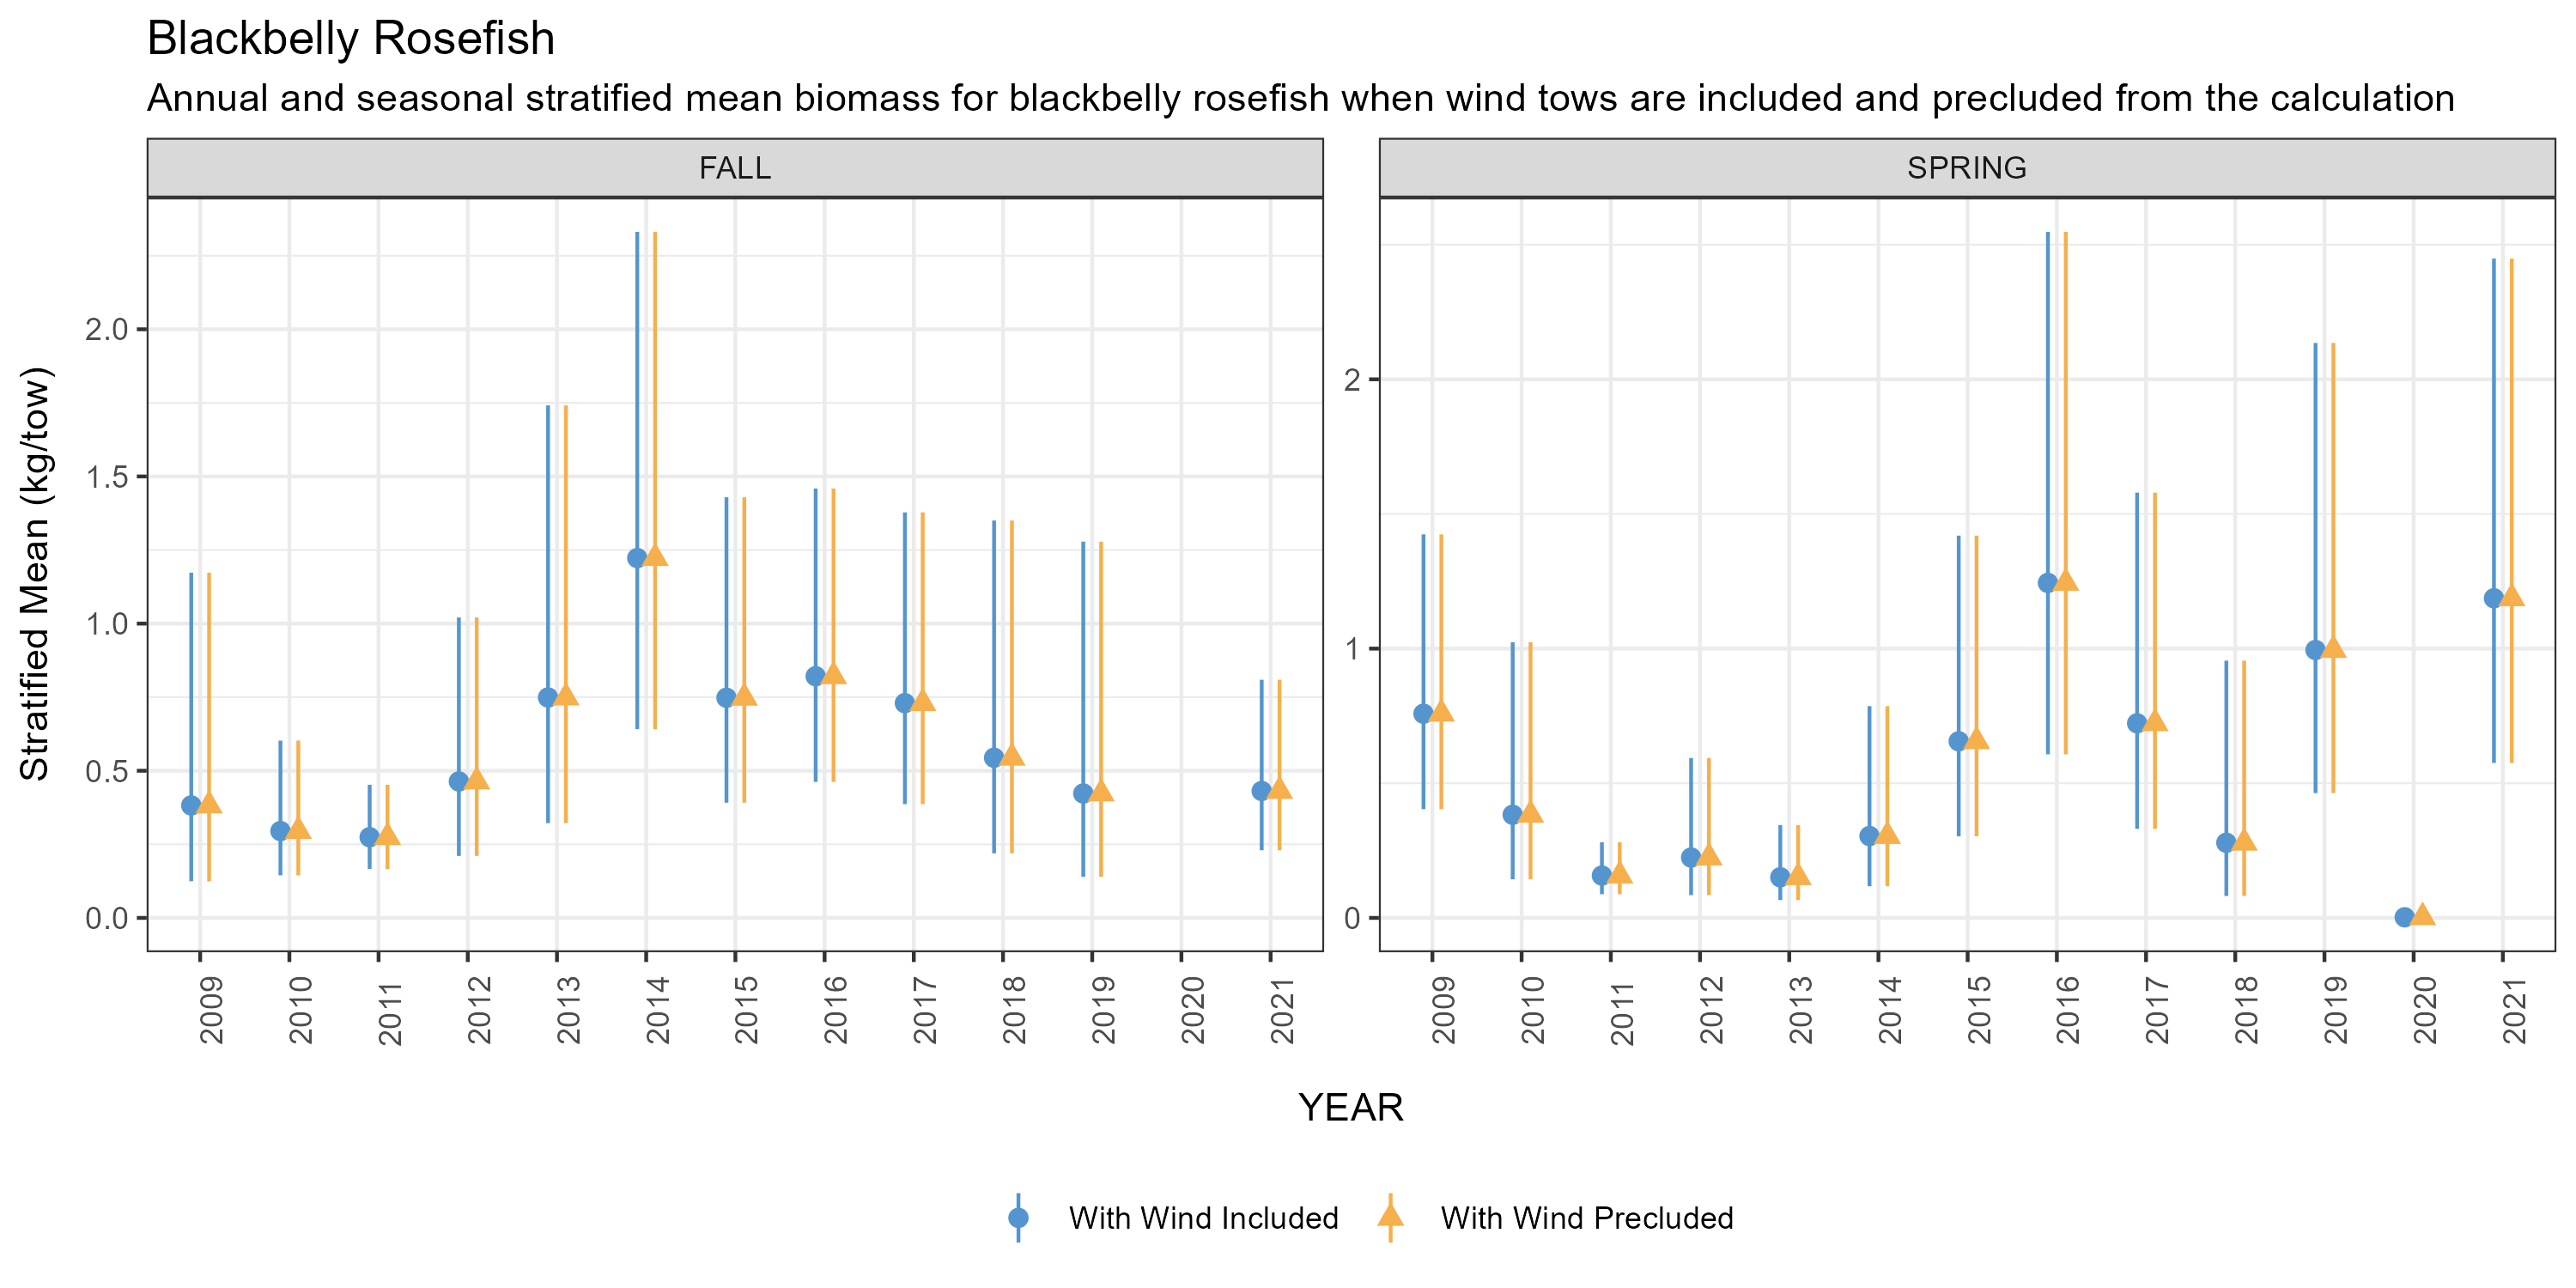 Blackbelly Rosefish
Annual and seasonal stratified mean biomass for blackbelly rosefish when wind tows are included and precluded from the calculation
FALL
SPRING
Stratified Mean (kg/tow)
2.0
1.5
1.0
0.5
0.0
2
1
0
2009 2010 2011 2012 2013 2014 2015 2016 2017 2018 2019 2020 2021
2009 2010 2011 2012 2013 2014 2015 2016 2017 2018 2019 2020 2021
YEAR
With Wind Included
With Wind Precluded